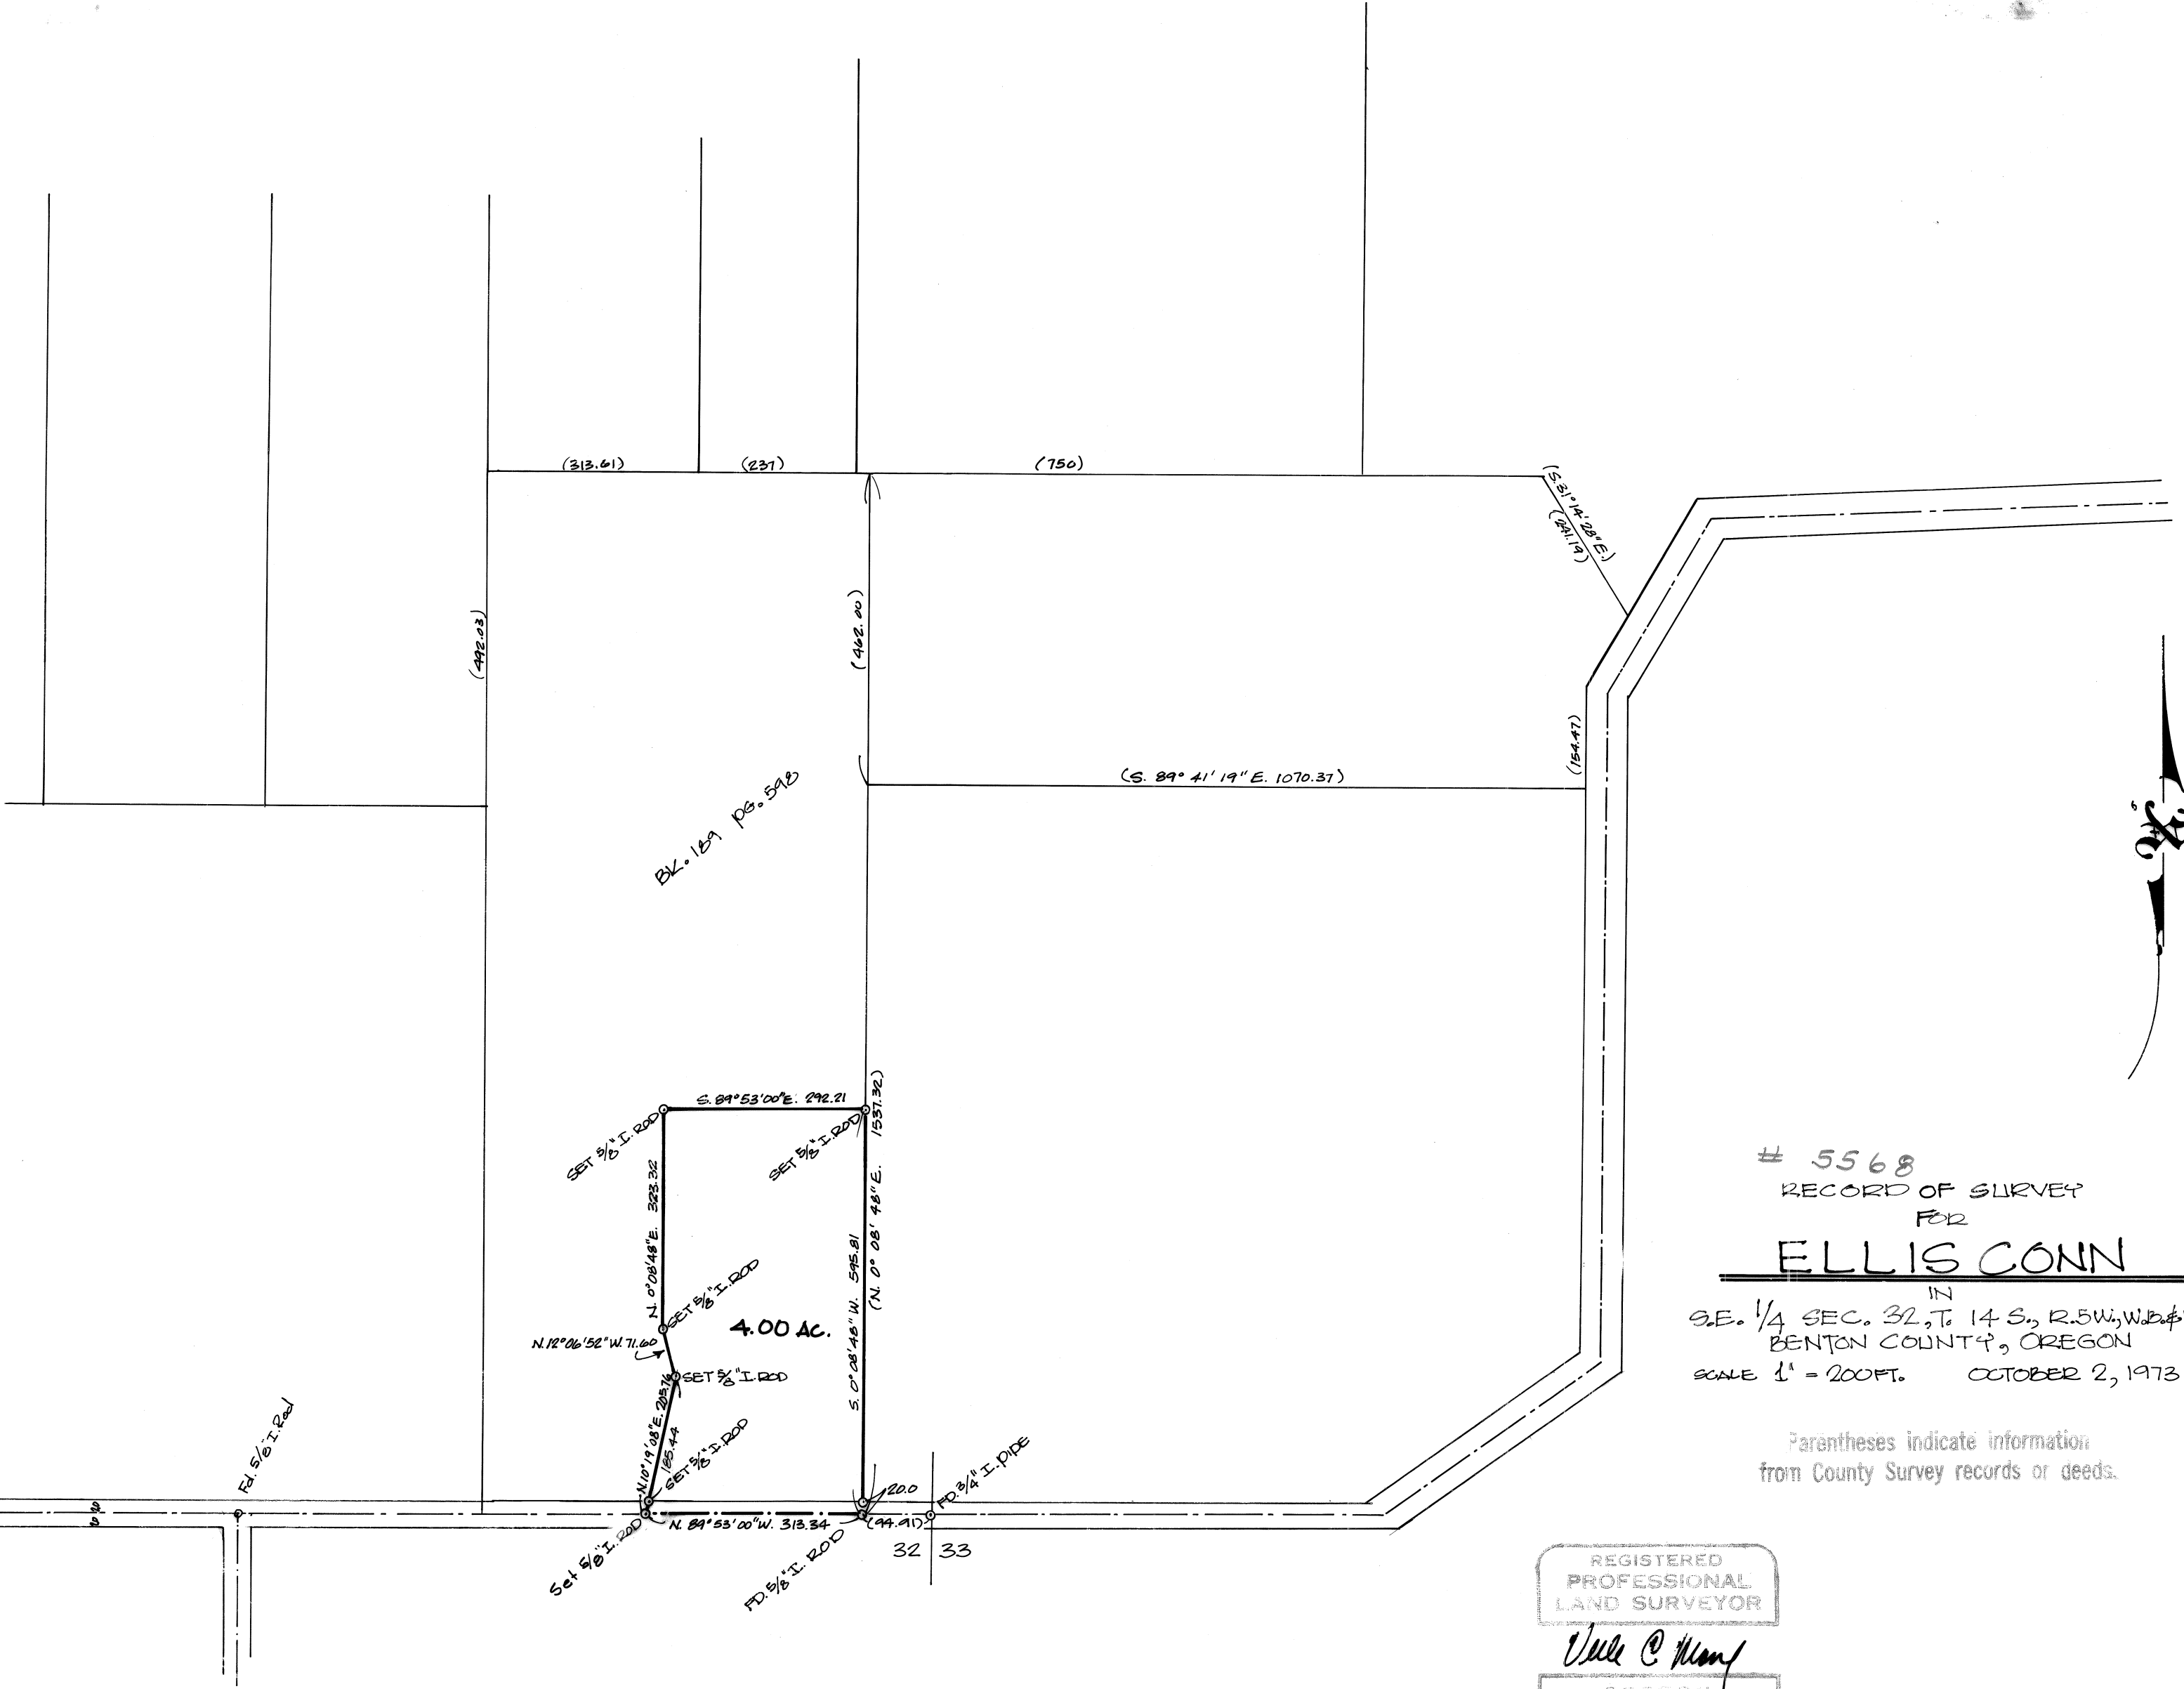 (313.61)
(237)
(750)
(S.31°14'28"E.)
(241.19)
(492.03)
(462.00)
(154.47)
(S. 89° 41' 19" E. 1070.37)
BK. 189 pG. 598
S. 89°53'00"E. 292.21
SET 5/8" I. ROD
SET 5/8" I. ROD
(N. 0° 08' 48" E. 1537.32)
N. 0°08'48"E. 323.32
SET 5/8" I. ROD
4.00 AC.
N.12°06'52"W. 71.60
SET 5/8" I. ROD
S. 0°08'48"W. 595.81
N.10°19'08"E. 205.76
185.44
SET 5/8" I. ROD
Fd. 5/8" I. Rod
20 20
20.0
FD. 3/4" I. PIPE
N. 89°53'00"W. 313.34
(94.91)
Set 5/8" I. ROD
FD. 5/8" I. ROD
32 33
# 5568
RECORD OF SURVEY
FOR
ELLIS CONN
IN
S.E. 1/4 SEC. 32, T. 14 S., R.5W., W.B.&
BENTON COUNTY, OREGON
SCALE 1" = 200FT. OCTOBER 2, 1973
Parentheses indicate information
from County Survey records or deeds.
REGISTERED
PROFESSIONAL
LAND SURVEYOR